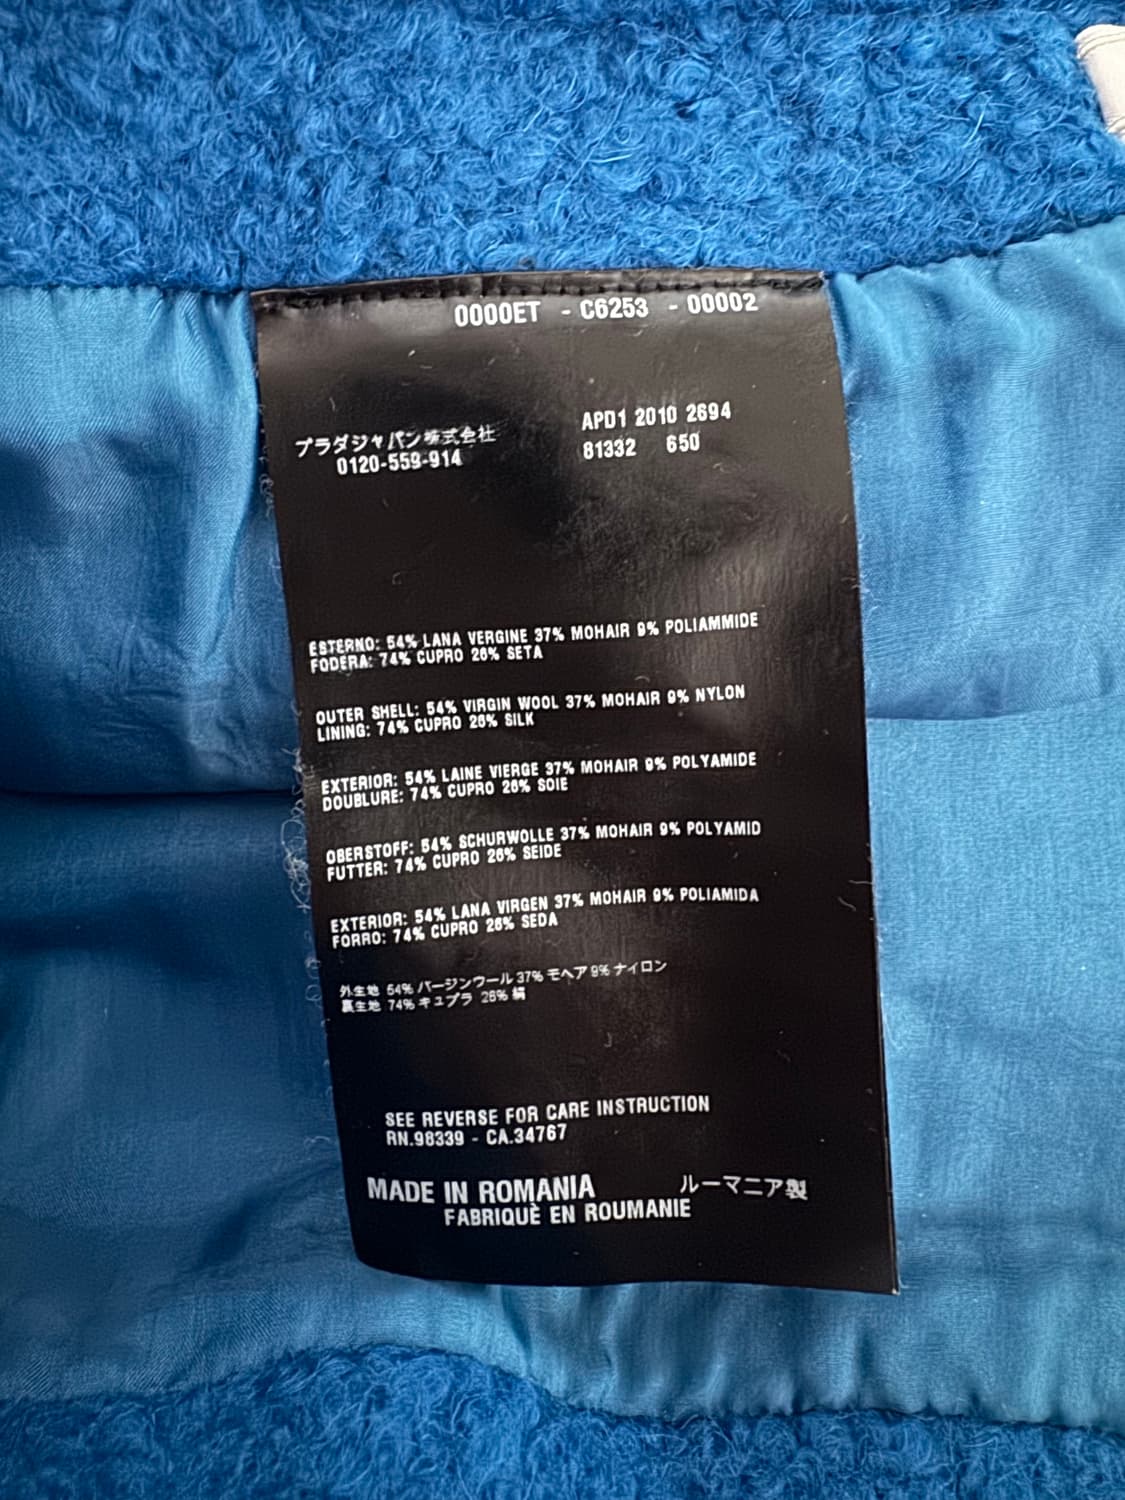 0000ET - C6253 - 00002
プラダジャパン株式会社
0120-559-914
APD1 2010 2694
81332 650
ESTERNO: 54% LANA VERGINE 37% MOHAIR 9% POLIAMMIDE
FODERA: 74% CUPRO 26% SETA
OUTER SHELL: 54% VIRGIN WOOL 37% MOHAIR 9% NYLON
LINING: 74% CUPRO 26% SILK
EXTERIOR: 54% LAINE VIERGE 37% MOHAIR 9% POLYAMIDE
DOUBLURE: 74% CUPRO 26% SOIE
OBERSTOFF: 54% SCHURWOLLE 37% MOHAIR 9% POLYAMID
FUTTER: 74% CUPRO 26% SEIDE
EXTERIOR: 54% LANA VIRGEN 37% MOHAIR 9% POLIAMIDA
FORRO: 74% CUPRO 26% SEDA
外生地 54% バージンウール 37% モヘア 9% ナイロン
裏生地 74% キュプラ 26% 絹
SEE REVERSE FOR CARE INSTRUCTION
RN.98339 - CA.34767
MADE IN ROMANIA ルーマニア製
FABRIQUÈ EN ROUMANIE